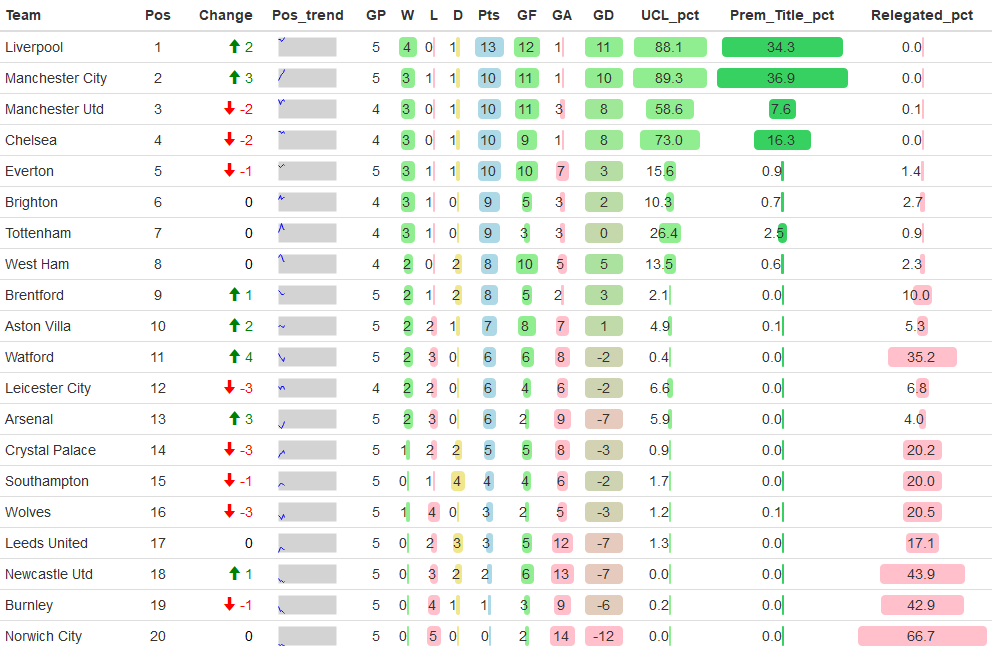 Team Pos Change Pos_trend GP W L D Pts GF GA GD UCL_pct Prem_Title_pct Relegated_pct
Liverpool 1 2 5 4 0 1 13 12 1 11 88.1 34.3 0.0
Manchester City 2 3 5 3 1 1 10 11 1 10 89.3 36.9 0.0
Manchester Utd 3 -2 4 3 0 1 10 11 3 8 58.6 7.6 0.1
Chelsea 4 -2 4 3 0 1 10 9 1 8 73.0 16.3 0.0
Everton 5 -1 5 3 1 1 10 10 7 3 15.6 0.9 1.4
Brighton 6 0 4 3 1 0 9 5 3 2 10.3 0.7 2.7
Tottenham 7 0 4 3 1 0 9 3 3 0 26.4 2.5 0.9
West Ham 8 0 4 2 0 2 8 10 5 5 13.5 0.6 2.3
Brentford 9 1 5 2 1 2 8 5 2 3 2.1 0.0 10.0
Aston Villa 10 2 5 2 2 1 7 8 7 1 4.9 0.1 5.3
Watford 11 4 5 2 3 0 6 6 8 -2 0.4 0.0 35.2
Leicester City 12 -3 4 2 2 0 6 4 6 -2 6.6 0.0 6.8
Arsenal 13 3 5 2 3 0 6 2 9 -7 5.9 0.0 4.0
Crystal Palace 14 -3 5 1 2 2 5 5 8 -3 0.9 0.0 20.2
Southampton 15 -1 5 0 1 4 4 4 6 -2 1.7 0.0 20.0
Wolves 16 -3 5 1 4 0 3 2 5 -3 1.2 0.1 20.5
Leeds United 17 0 5 0 2 3 3 5 12 -7 1.3 0.0 17.1
Newcastle Utd 18 1 5 0 3 2 2 6 13 -7 0.0 0.0 43.9
Burnley 19 -1 5 0 4 1 1 3 9 -6 0.2 0.0 42.9
Norwich City 20 0 5 0 5 0 0 2 14 -12 0.0 0.0 66.7